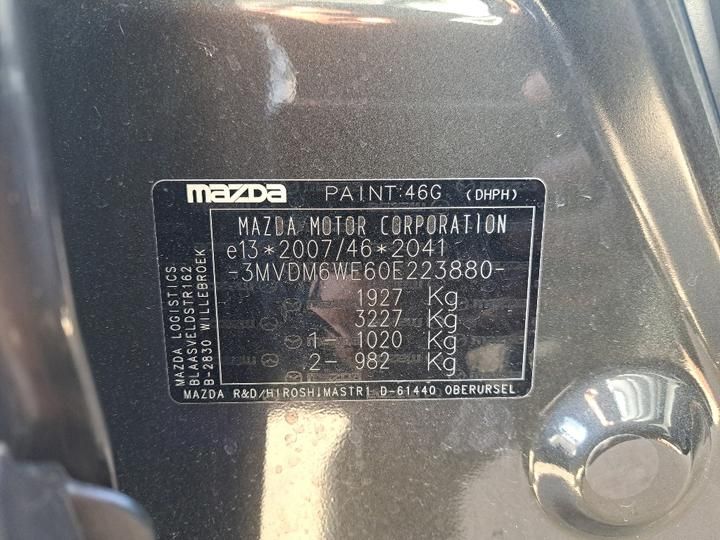 mazda PAINT:46G (DHPH)
MAZDA MOTOR CORPORATION
e13*2007/46*2041
-3MVDM6WE60E223880-
1927 Kg
3227 Kg
1- 1020 Kg
2- 982 Kg
MAZDA LOGISTICS
BLAASVELDSTR162
B-2830 WILLEBROEK
MAZDA R&D/HIROSHIMASTR1 D-61440 OBERURSEL